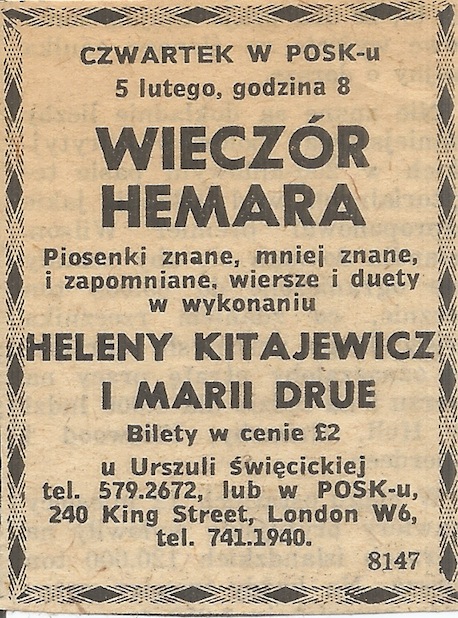 CZWARTEK W POSK-u
5 lutego, godzina 8
WIECZÓR
HEMARA
Piosenki znane, mniej znane,
i zapomniane, wiersze i duety
w wykonaniu
HELENY KITAJEWICZ
I MARII DRUE
Bilety w cenie £2
u Urszuli Święcickiej
tel. 579.2672, lub w POSK-u,
240 King Street, London W6,
tel. 741.1940.
8147